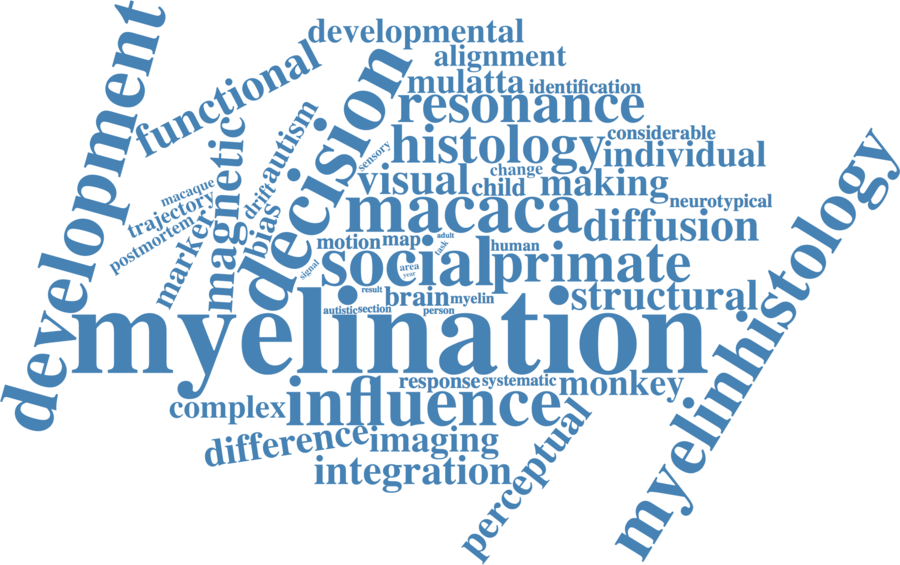 development
developmental
alignment
functional
decision
mulatta
identification
resonance
magnetic
autism
sensory
histology
considerable
individual
change
visual
child
making
macaque
trajectory
postmortem
marker
drift
bias
macaca
neurotypical
diffusion
motion
map
adult
task
human
signal
social
area
year
primate
result
brain
myelin
structural
autistic
section
person
myelination
myelinhistology
response
systematic
monkey
complex
influence
difference
imaging
perceptual
integration